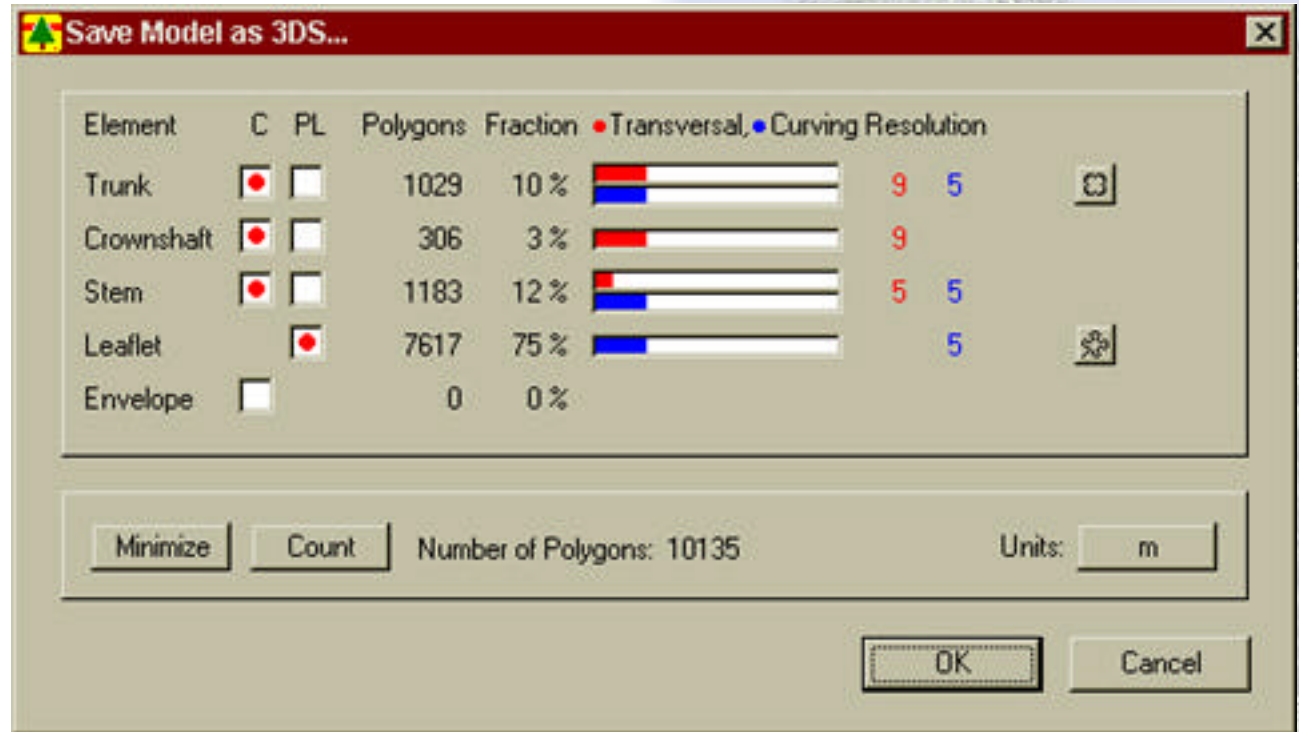 Save Model as 3DS...
Element C PL Polygons Fraction Transversal, Curving Resolution
Trunk 1029 10 % 9 5
Crownshaft 306 3 % 9
Stem 1183 12 % 5 5
Leaflet 7617 75 % 5
Envelope 0 0 %
Minimize Count Number of Polygons: 10135 Units: m
OK Cancel